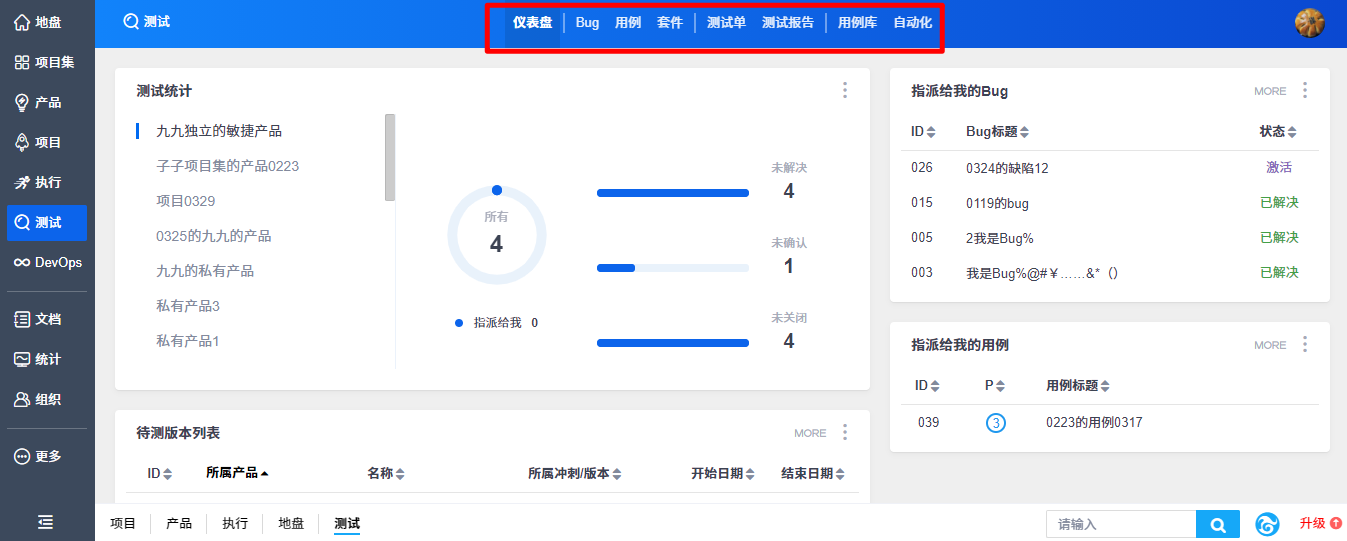 地盘
项目集
产品
项目
执行
测试
DevOps
文档
统计
组织
更多
测试
仪表盘 Bug 用例 套件 测试单 测试报告 用例库 自动化
测试统计
九九独立的敏捷产品
子子项目集的产品0223
项目0329
0325的九九的产品
九九的私有产品
私有产品3
私有产品1
所有
4
指派给我 0
未解决
4
未确认
1
未关闭
4
待测版本列表 MORE
ID 所属产品 名称 所属冲刺/版本 开始日期 结束日期
指派给我的Bug MORE
ID Bug标题 状态
026 0324的缺陷12 激活
015 0119的bug 已解决
005 2我是Bug% 已解决
003 我是Bug%@#￥……&*（） 已解决
指派给我的用例 MORE
ID P 用例标题
039 3 0223的用例0317
项目 产品 执行 地盘 测试
请输入
升级